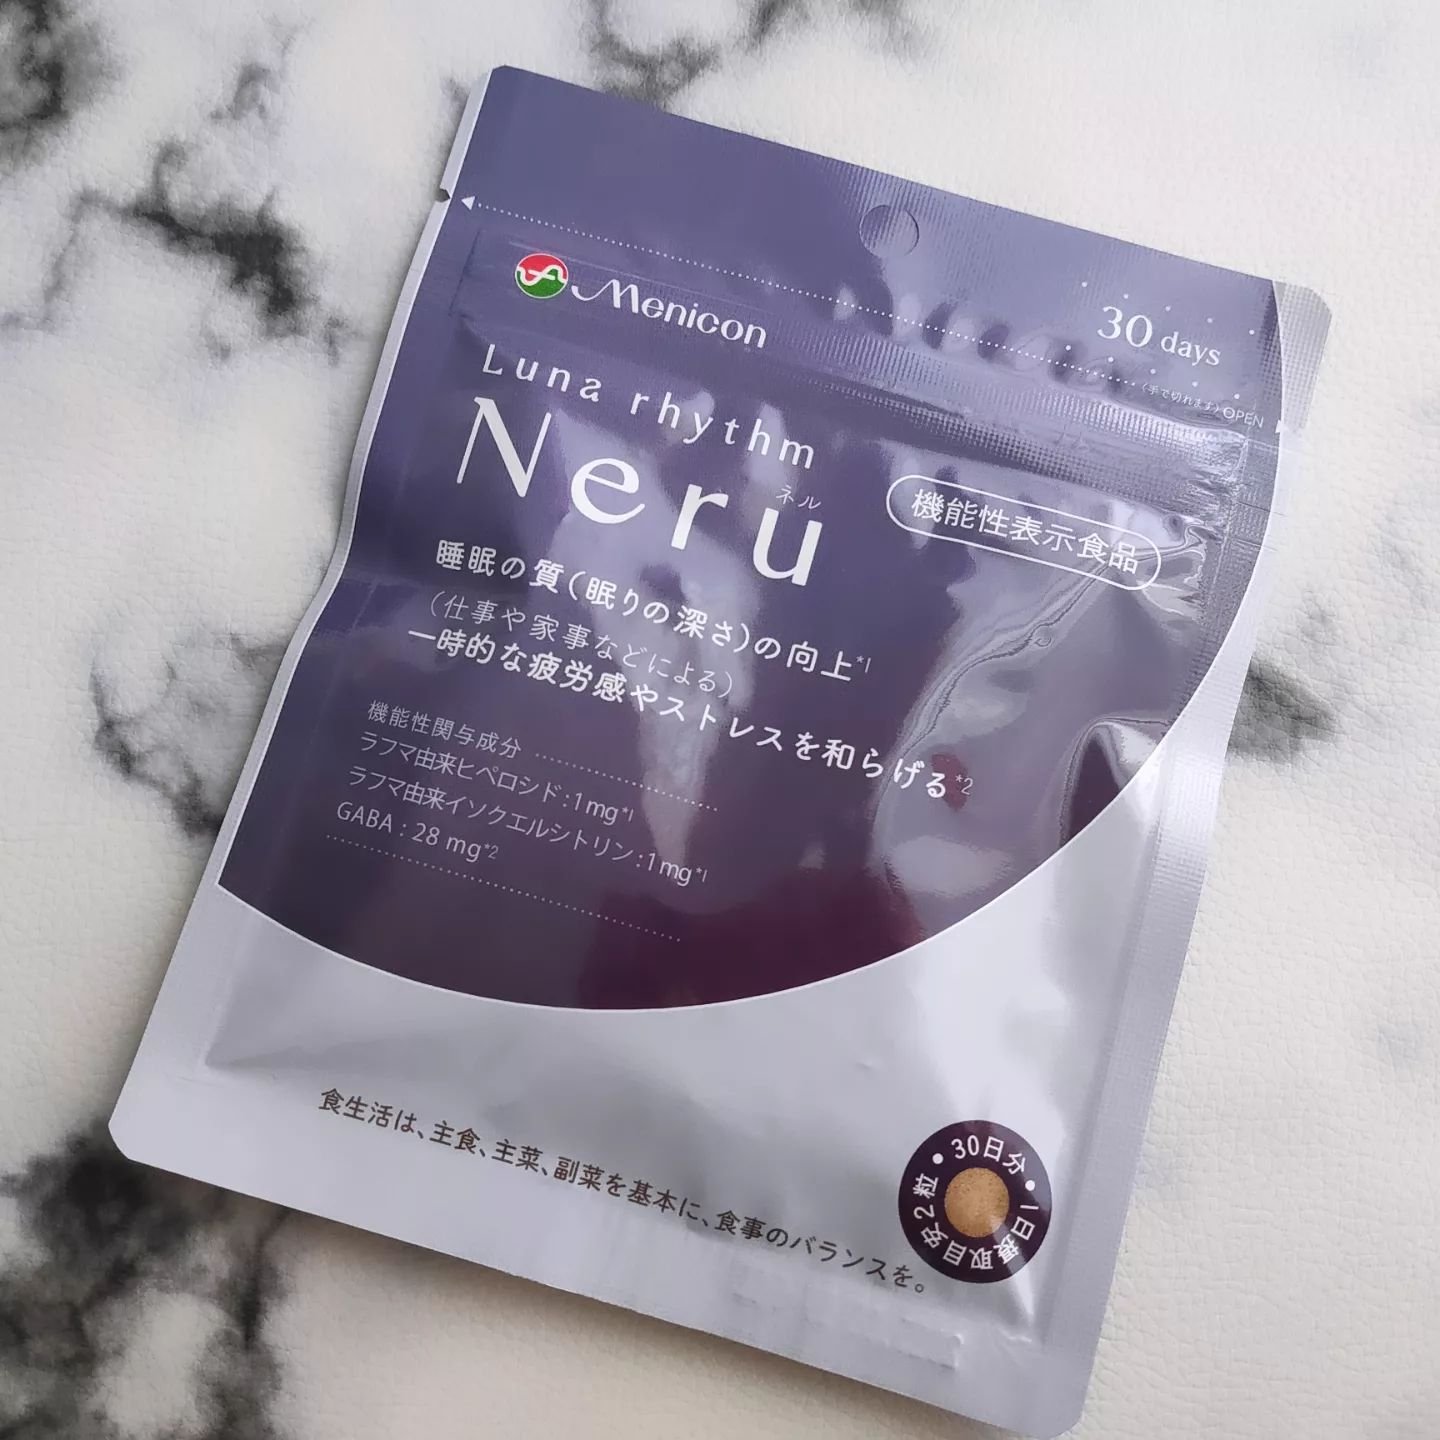 Menicon
30 days
(手で切れます) OPEN
Luna rhythm
Neru
ネル
機能性表示食品
睡眠の質(眠りの深さ)の向上*1
(仕事や家事などによる)
一時的な疲労感やストレスを和らげる*2
機能性関与成分
ラフマ由来ヒペロシド:1mg*1
ラフマ由来イソクエルシトリン:1mg*1
GABA:28 mg*2
食生活は、主食、主菜、副菜を基本に、食事のバランスを。
30日分・1日摂取目安2粒・